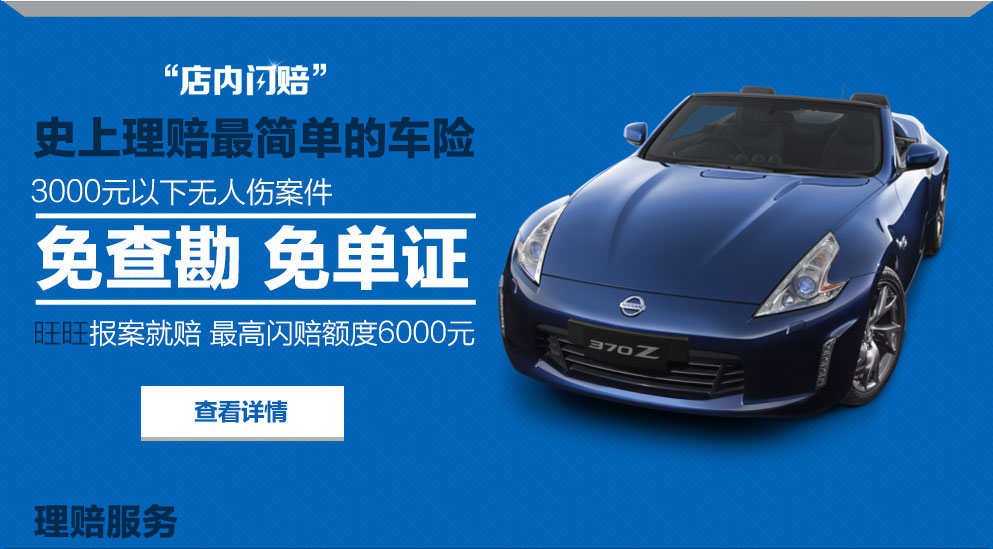 “店内闪赔”
史上理赔最简单的车险
3000元以下无人伤案件
免查勘 免单证
旺旺报案就赔 最高闪赔额度6000元
370Z
查看详情
理赔服务